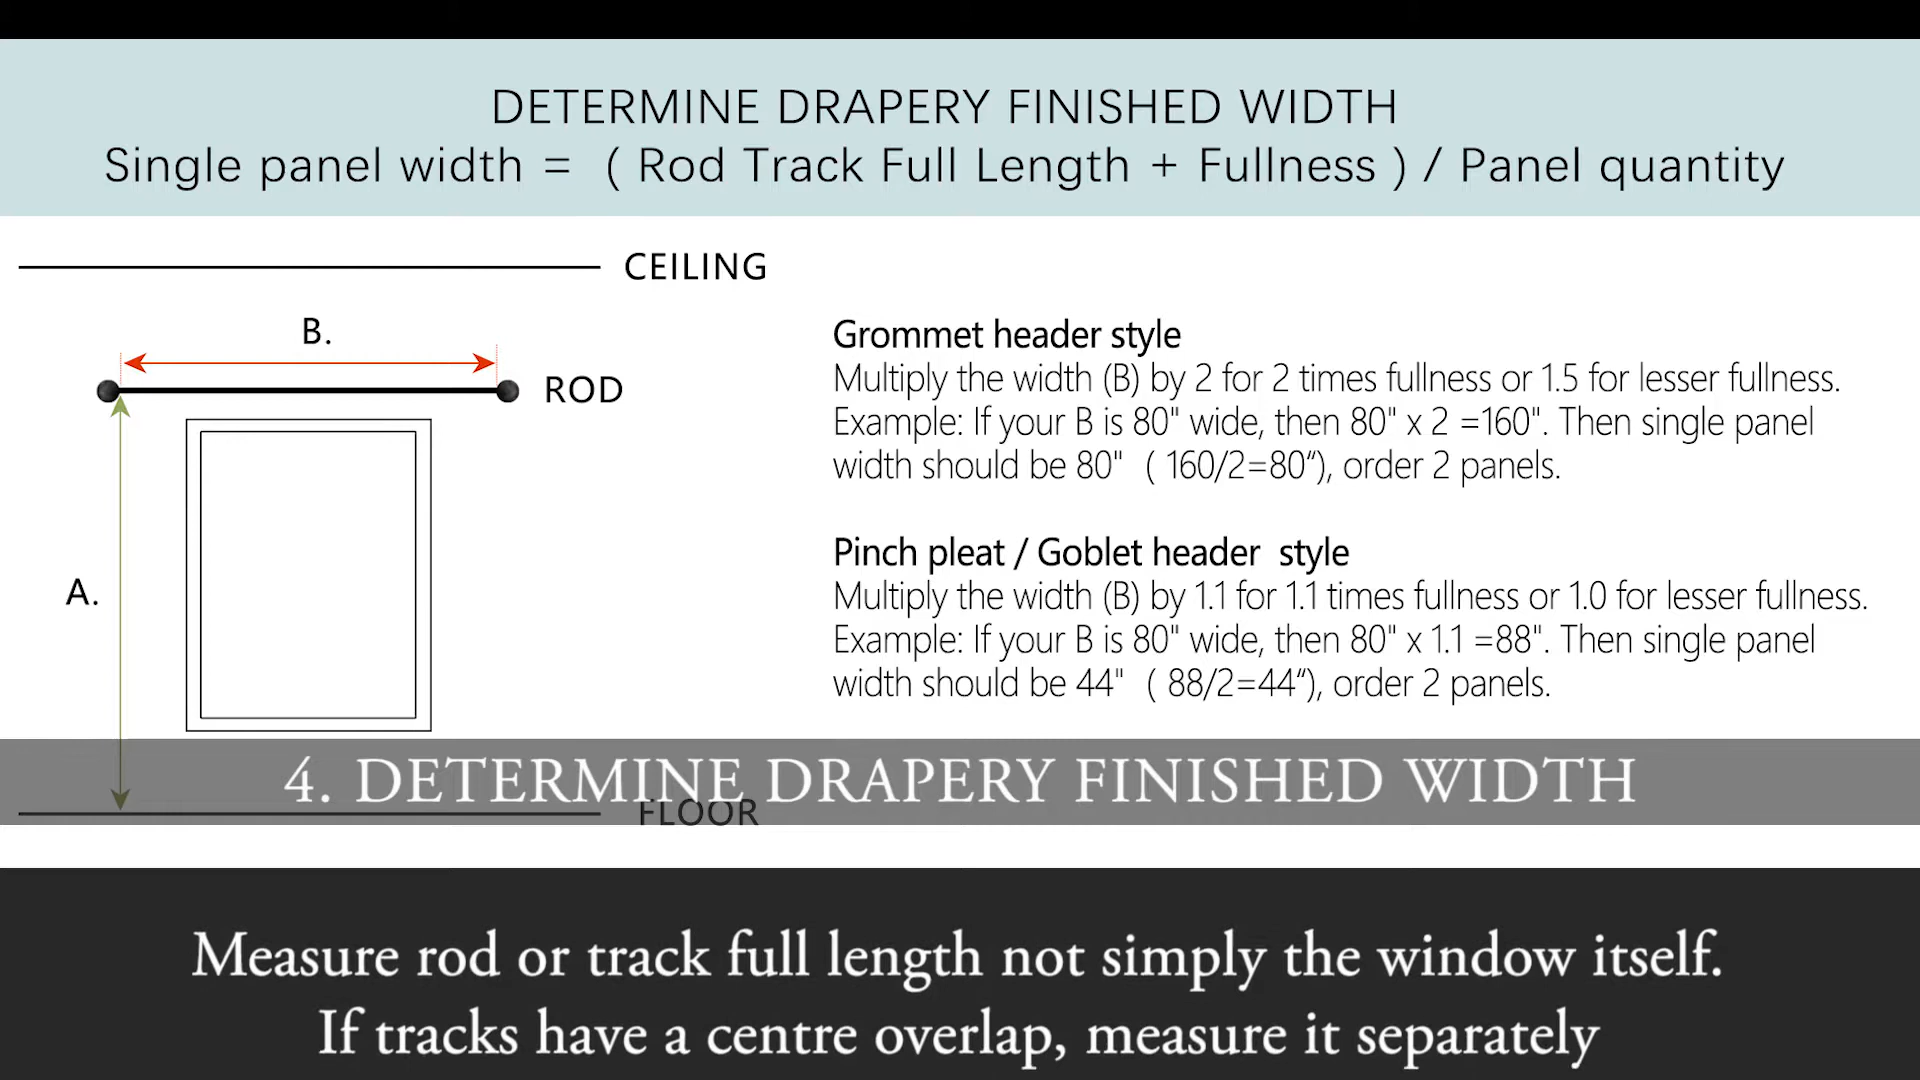 DETERMINE DRAPERY FINISHED WIDTH
Single panel width = ( Rod Track Full Length + Fullness ) / Panel quantity
CEILING
B.
ROD
A.
Grommet header style
Multiply the width (B) by 2 for 2 times fullness or 1.5 for lesser fullness.
Example: If your B is 80" wide, then 80" x 2 =160". Then single panel
width should be 80" ( 160/2=80“), order 2 panels.
Pinch pleat / Goblet header style
Multiply the width (B) by 1.1 for 1.1 times fullness or 1.0 for lesser fullness.
Example: If your B is 80" wide, then 80" x 1.1 =88". Then single panel
width should be 44" ( 88/2=44“), order 2 panels.
4. DETERMINE DRAPERY FINISHED WIDTH
FLOOR
Measure rod or track full length not simply the window itself.
If tracks have a centre overlap, measure it separately